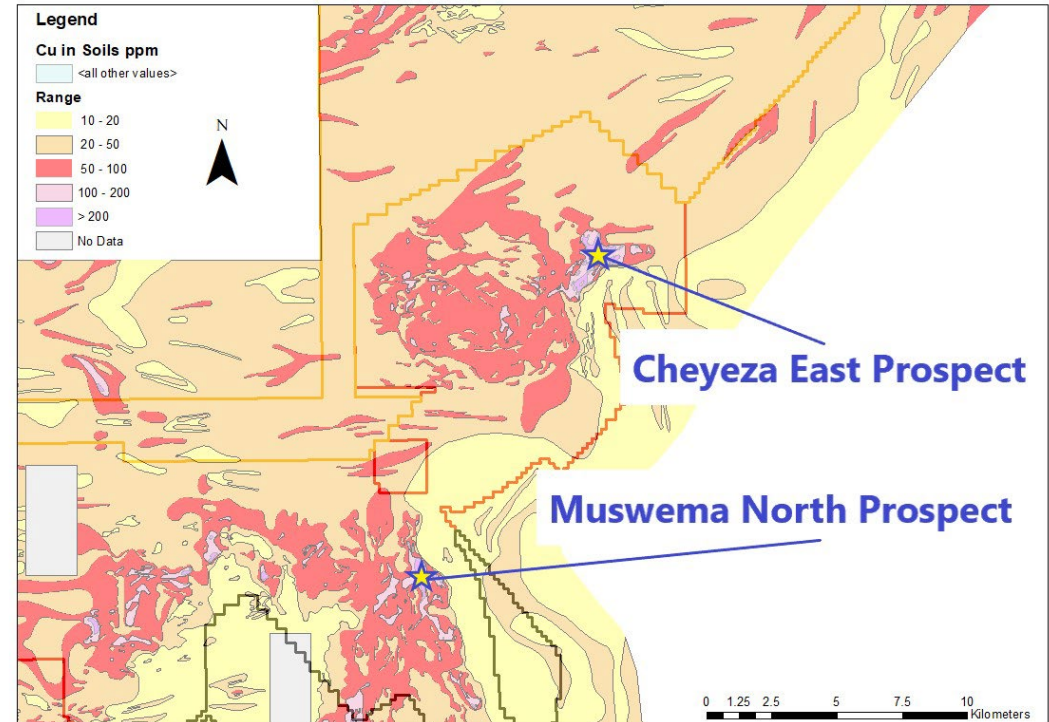 Legend
Cu in Soils ppm
<all other values>
Range
10 - 20
20 - 50
50 - 100
100 - 200
> 200
No Data
N
Cheyeza East Prospect
Muswema North Prospect
0 1.25 2.5 5 7.5 10
Kilometers